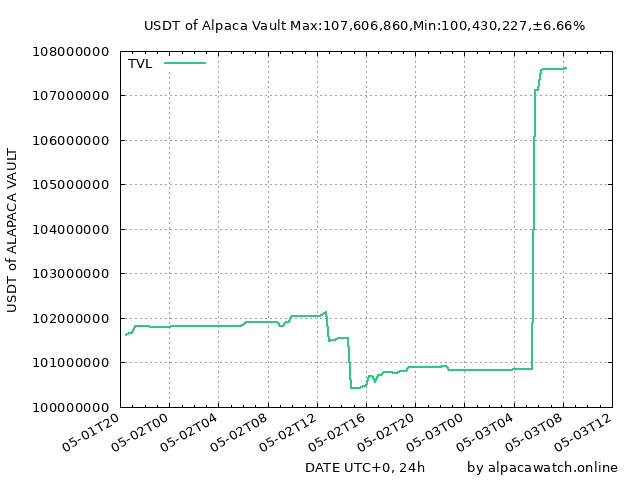 USDT of Alpaca Vault Max:107,606,860,Min:100,430,227,±6.66%
TVL
108000000
107000000
106000000
105000000
104000000
103000000
102000000
101000000
100000000
USDT of ALAPACA VAULT
05-01T20
05-02T00
05-02T04
05-02T08
05-02T12
05-02T16
05-02T20
05-03T00
05-03T04
05-03T08
05-03T12
DATE UTC+0, 24h
by alpacawatch.online